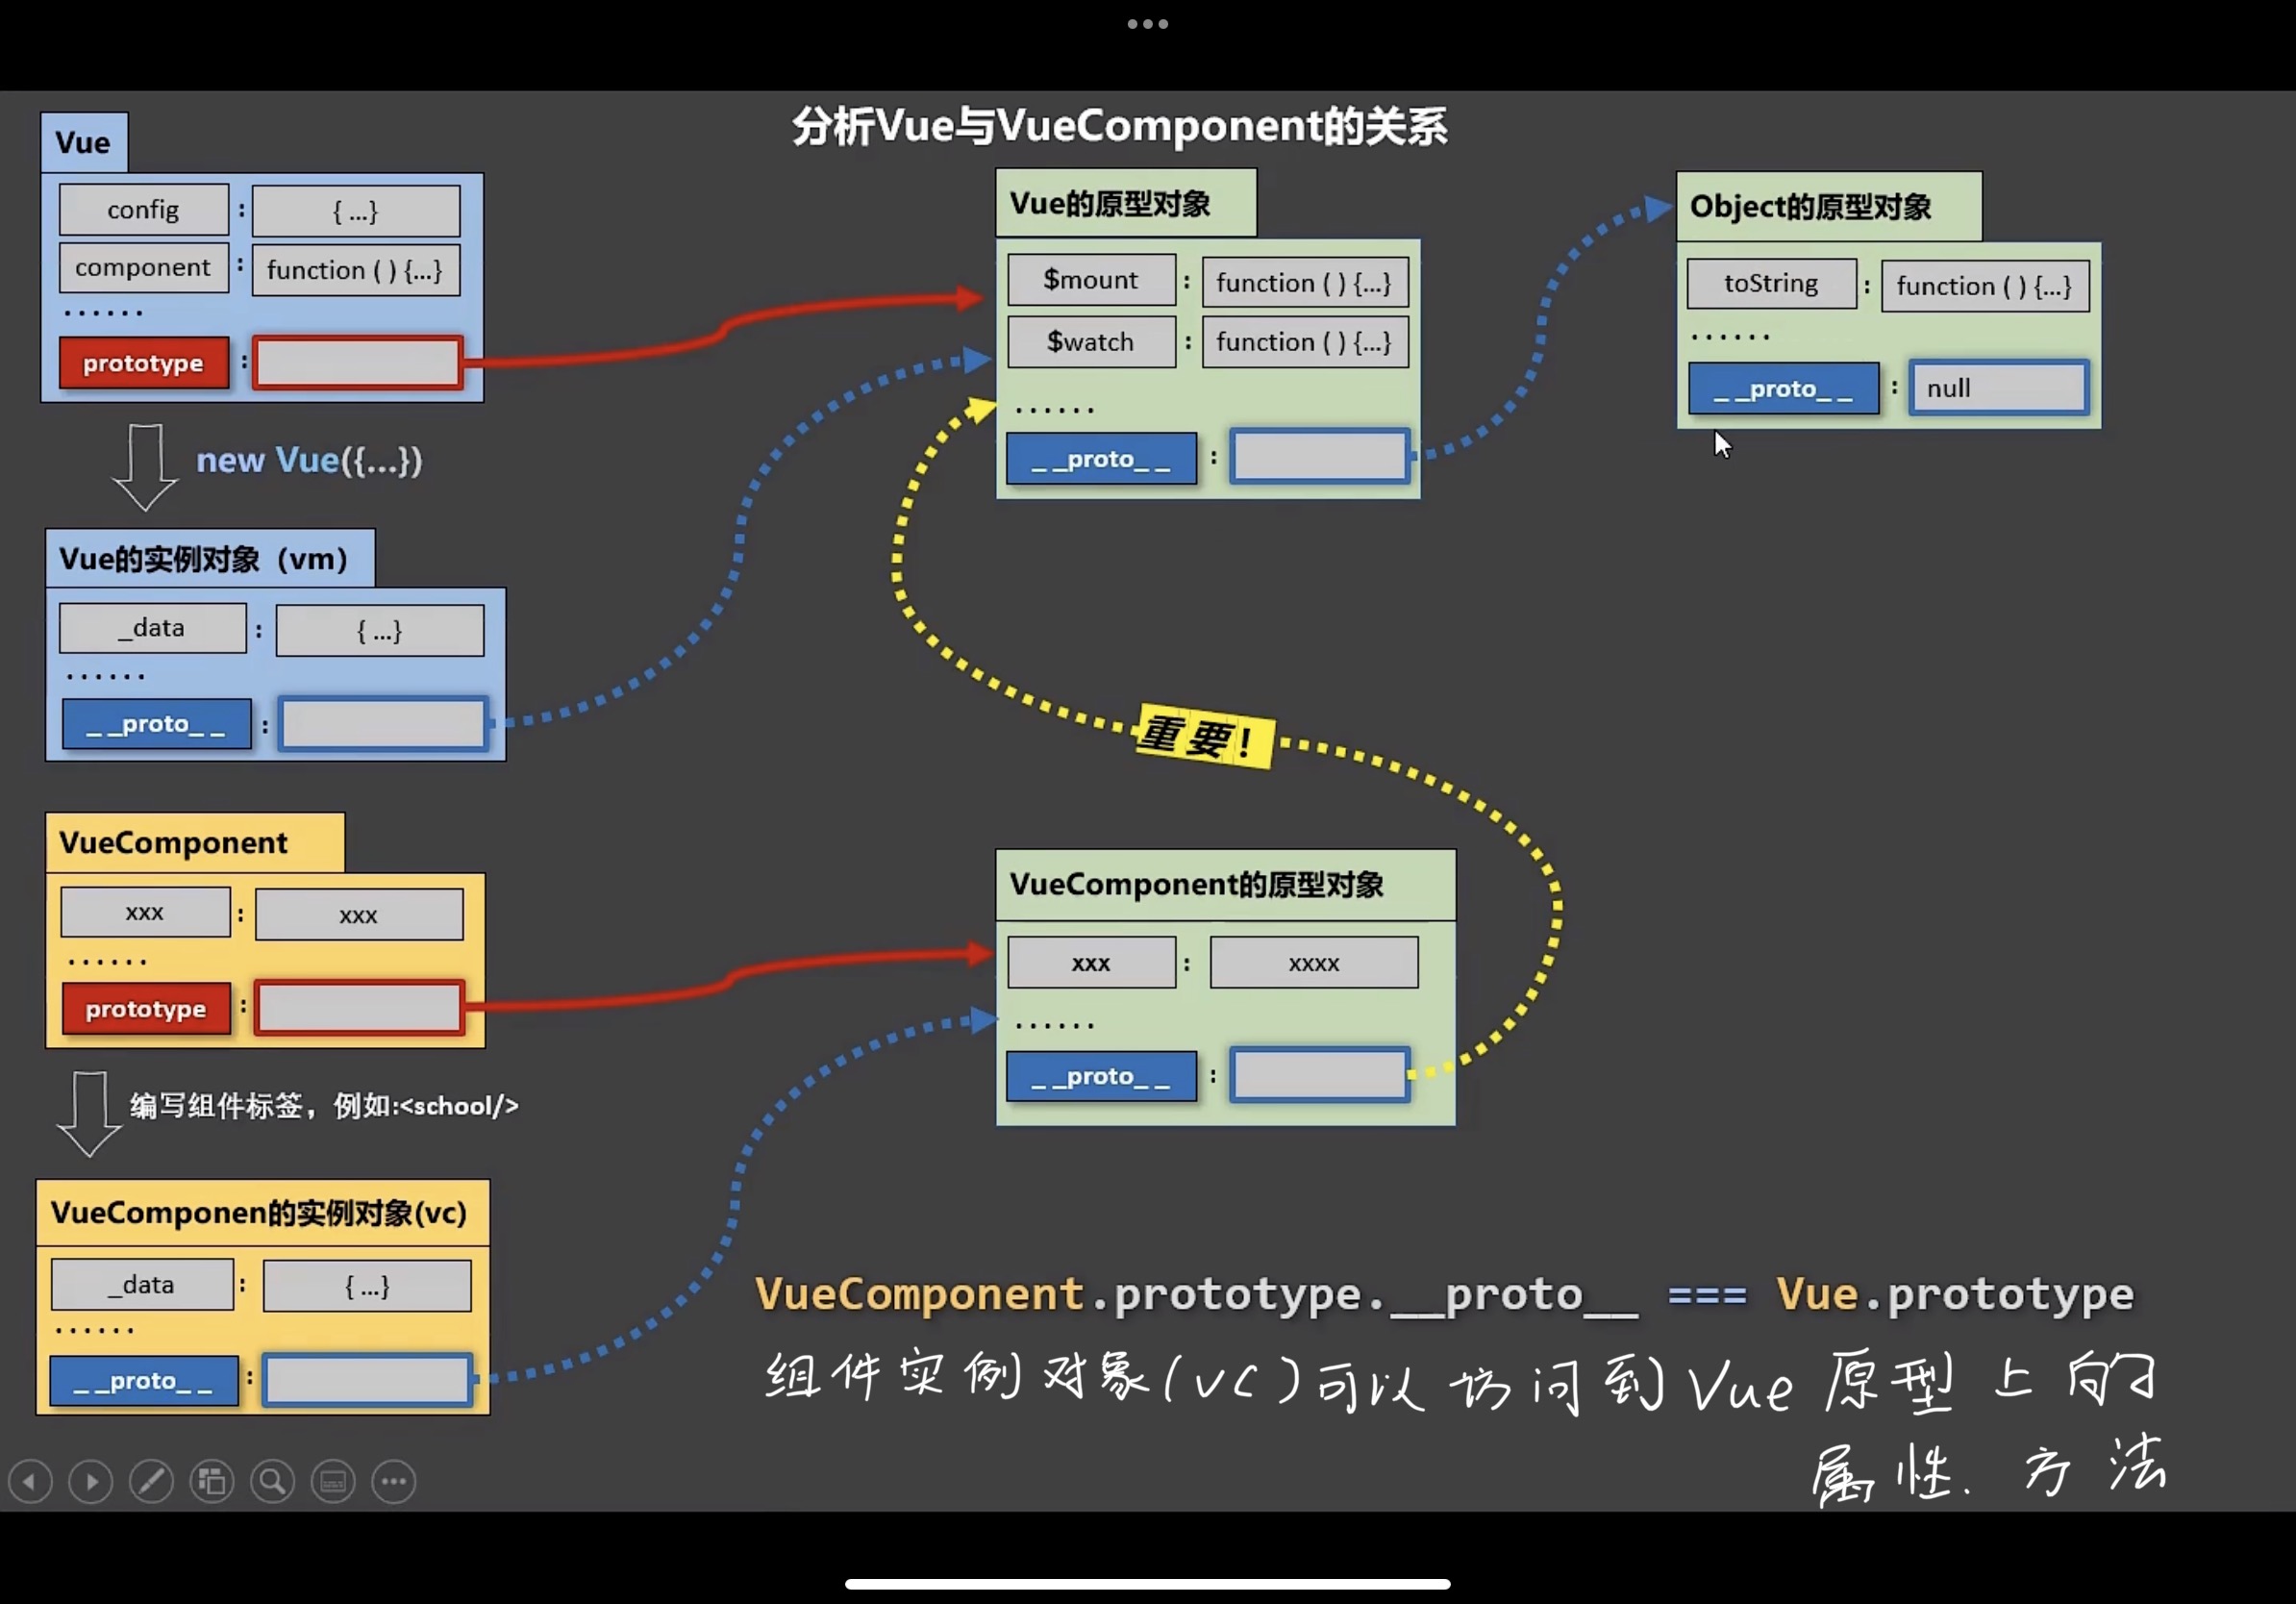 分析Vue与VueComponent的关系
Vue
config : { ...}
component : function ( ) {...}
......
prototype :
new Vue({...})
Vue的实例对象（vm）
_data : { ...}
......
_ _proto_ _ :
VueComponent
xxx : xxx
......
prototype :
编写组件标签，例如:<school/>
VueComponen的实例对象(vc)
_data : { ...}
......
_ _proto_ _ :
Vue的原型对象
$mount : function ( ) {...}
$watch : function ( ) {...}
......
_ _proto_ _ :
重要！
VueComponent的原型对象
xxx : xxxx
......
_ _proto_ _ :
Object的原型对象
toString : function ( ) {...}
......
_ _proto_ _ : null
VueComponent.prototype.__proto__ === Vue.prototype
组件实例对象(vc)可以访问到Vue原型上的
属性.方法